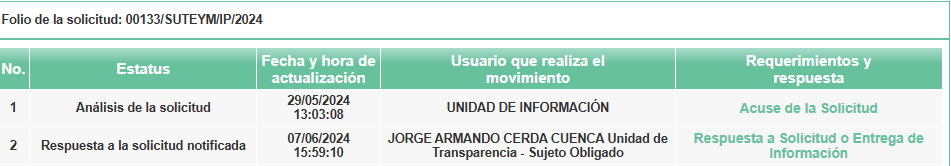 Folio de la solicitud: 00133/SUTEYM/IP/2024
No. Estatus Fecha y hora de actualización Usuario que realiza el movimiento Requerimientos y respuesta
1 Análisis de la solicitud 29/05/2024 13:03:08 UNIDAD DE INFORMACIÓN Acuse de la Solicitud
2 Respuesta a la solicitud notificada 07/06/2024 15:59:10 JORGE ARMANDO CERDA CUENCA Unidad de Transparencia - Sujeto Obligado Respuesta a Solicitud o Entrega de Información